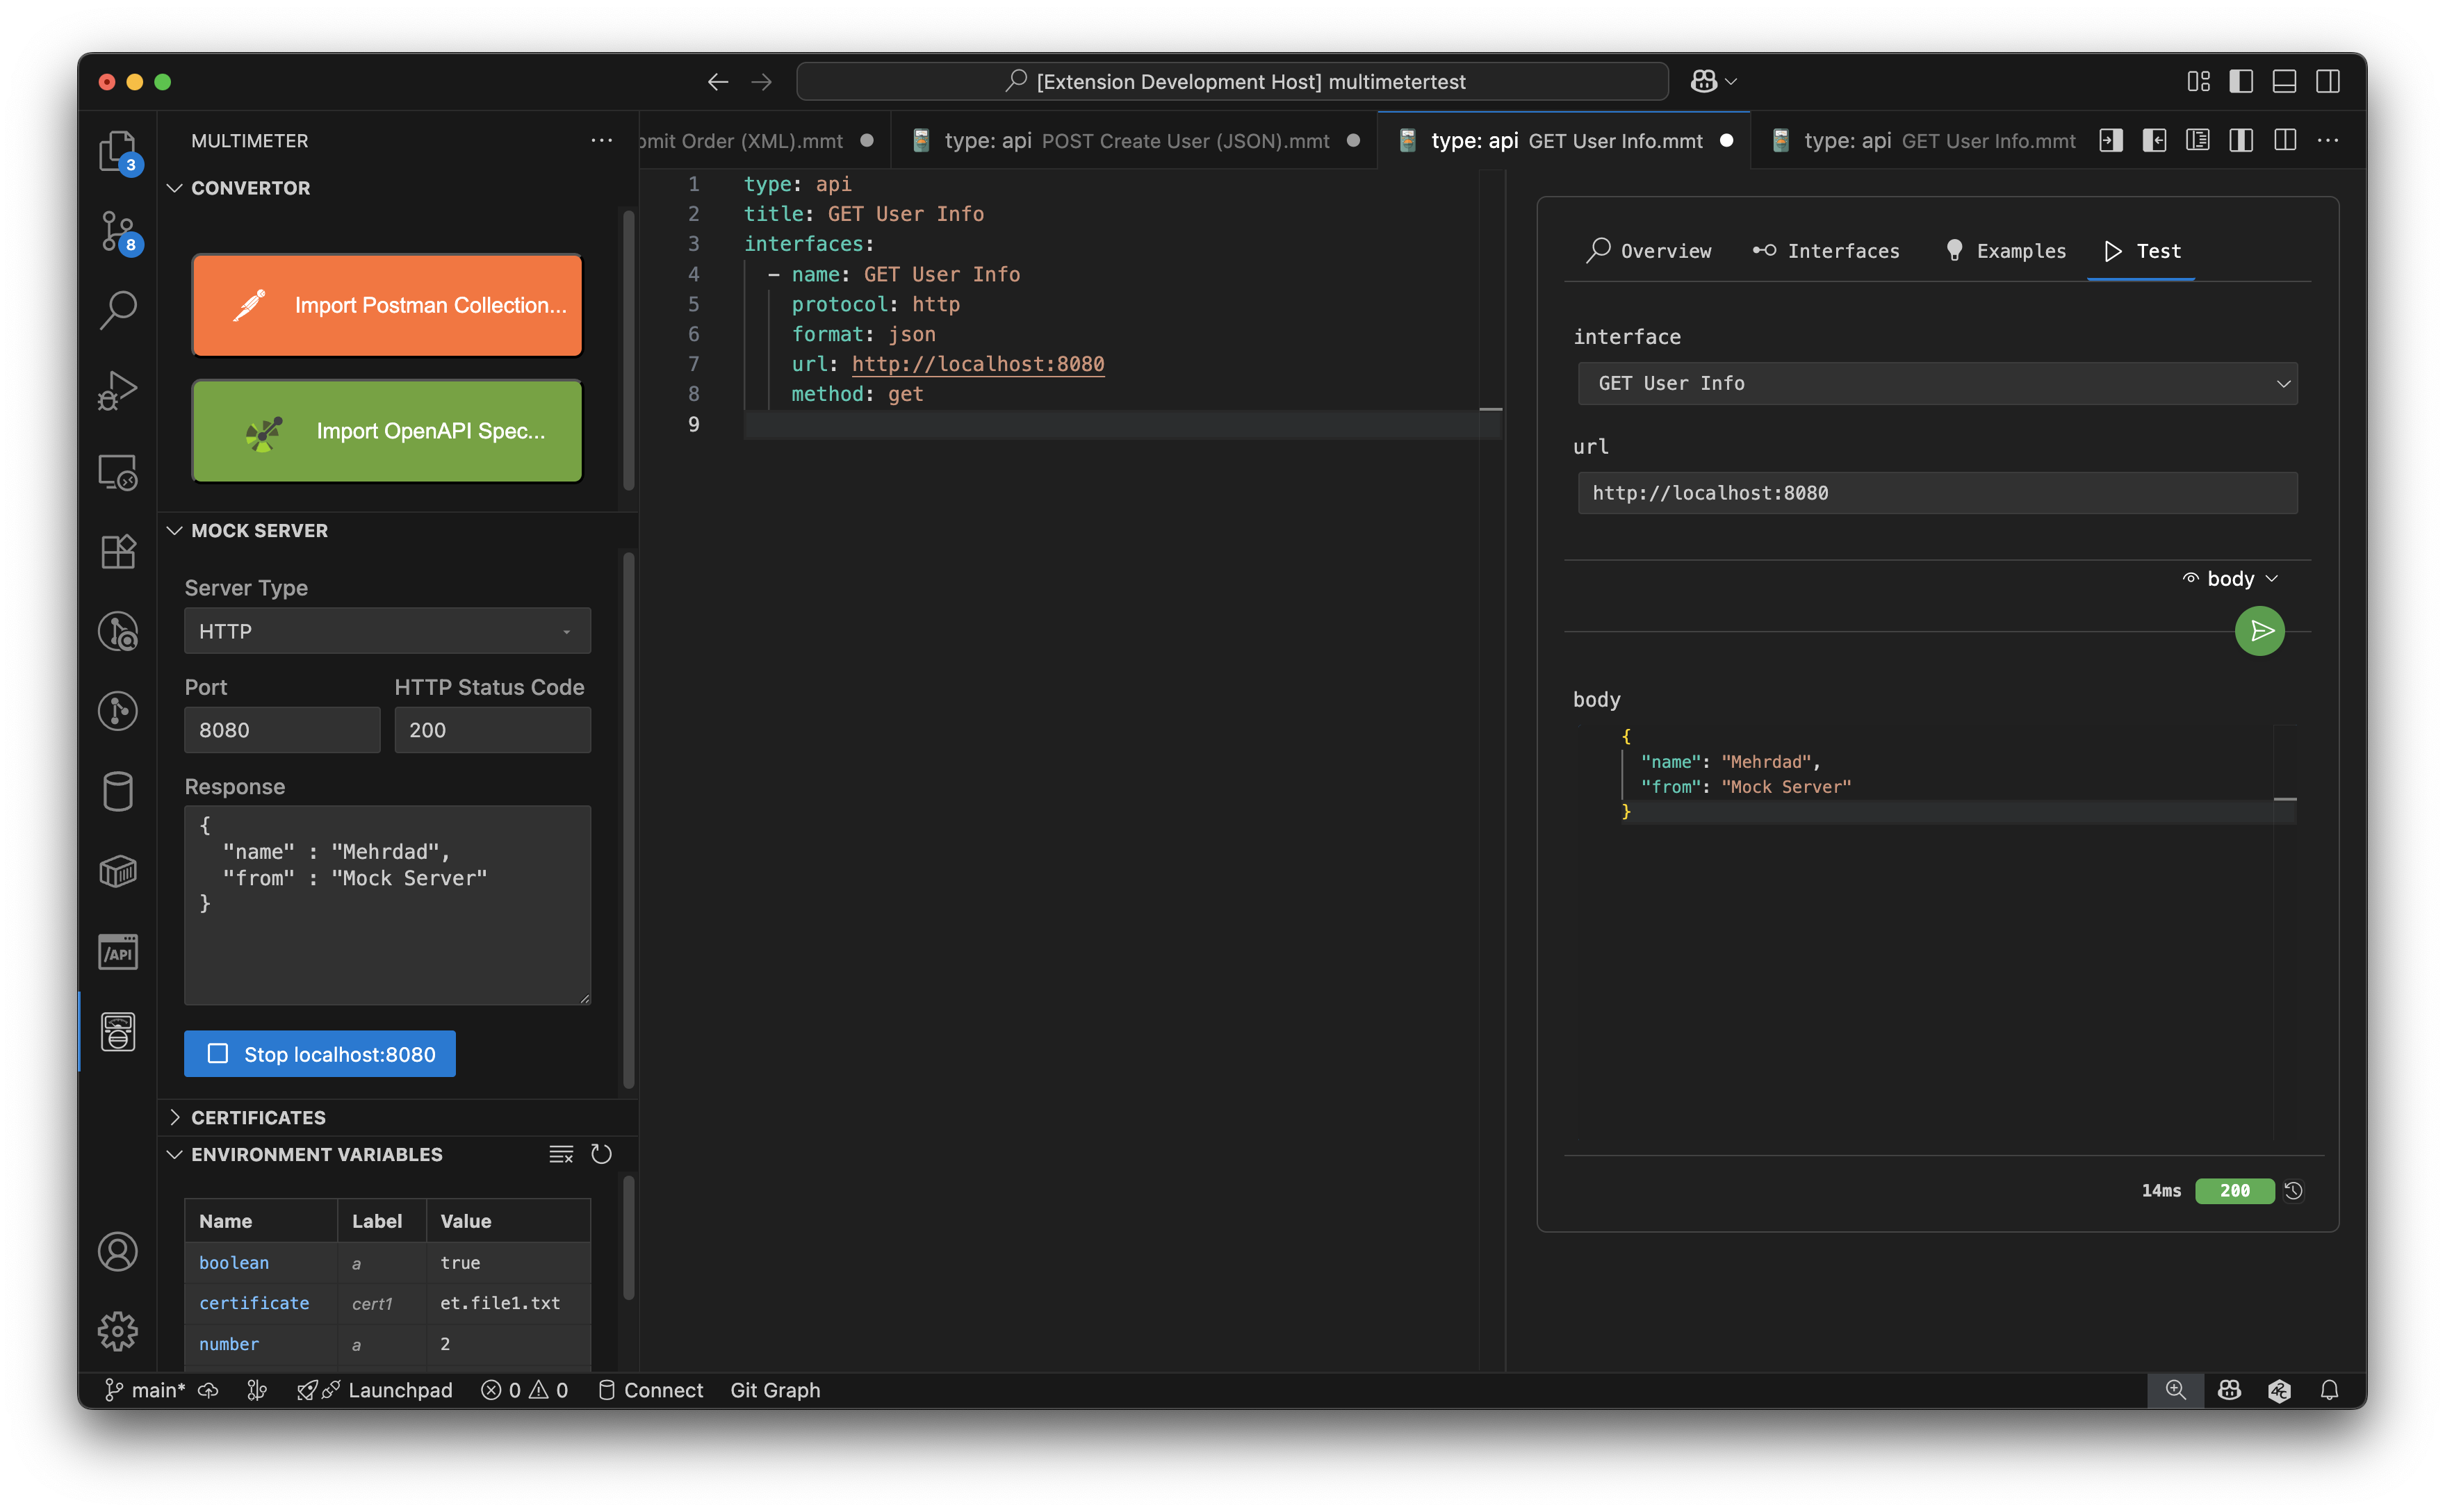 [Extension Development Host] multimetertest
MULTIMETER
mit Order (XML).mmt
type: api POST Create User (JSON).mmt
type: api GET User Info.mmt
type: api GET User Info.mmt
3
8
/API
CONVERTOR
Import Postman Collection...
Import OpenAPI Spec...
MOCK SERVER
Server Type
HTTP
Port
HTTP Status Code
8080
200
Response
{
"name" : "Mehrdad",
"from" : "Mock Server"
}
Stop localhost:8080
CERTIFICATES
ENVIRONMENT VARIABLES
Name Label Value
boolean a true
certificate cert1 et.file1.txt
number a 2
1 type: api
2 title: GET User Info
3 interfaces:
4 - name: GET User Info
5 protocol: http
6 format: json
7 url: http://localhost:8080
8 method: get
9
Overview Interfaces Examples Test
interface
GET User Info
url
http://localhost:8080
body
body
{
"name": "Mehrdad",
"from": "Mock Server"
}
14ms 200
main* Launchpad 0 0 Connect Git Graph